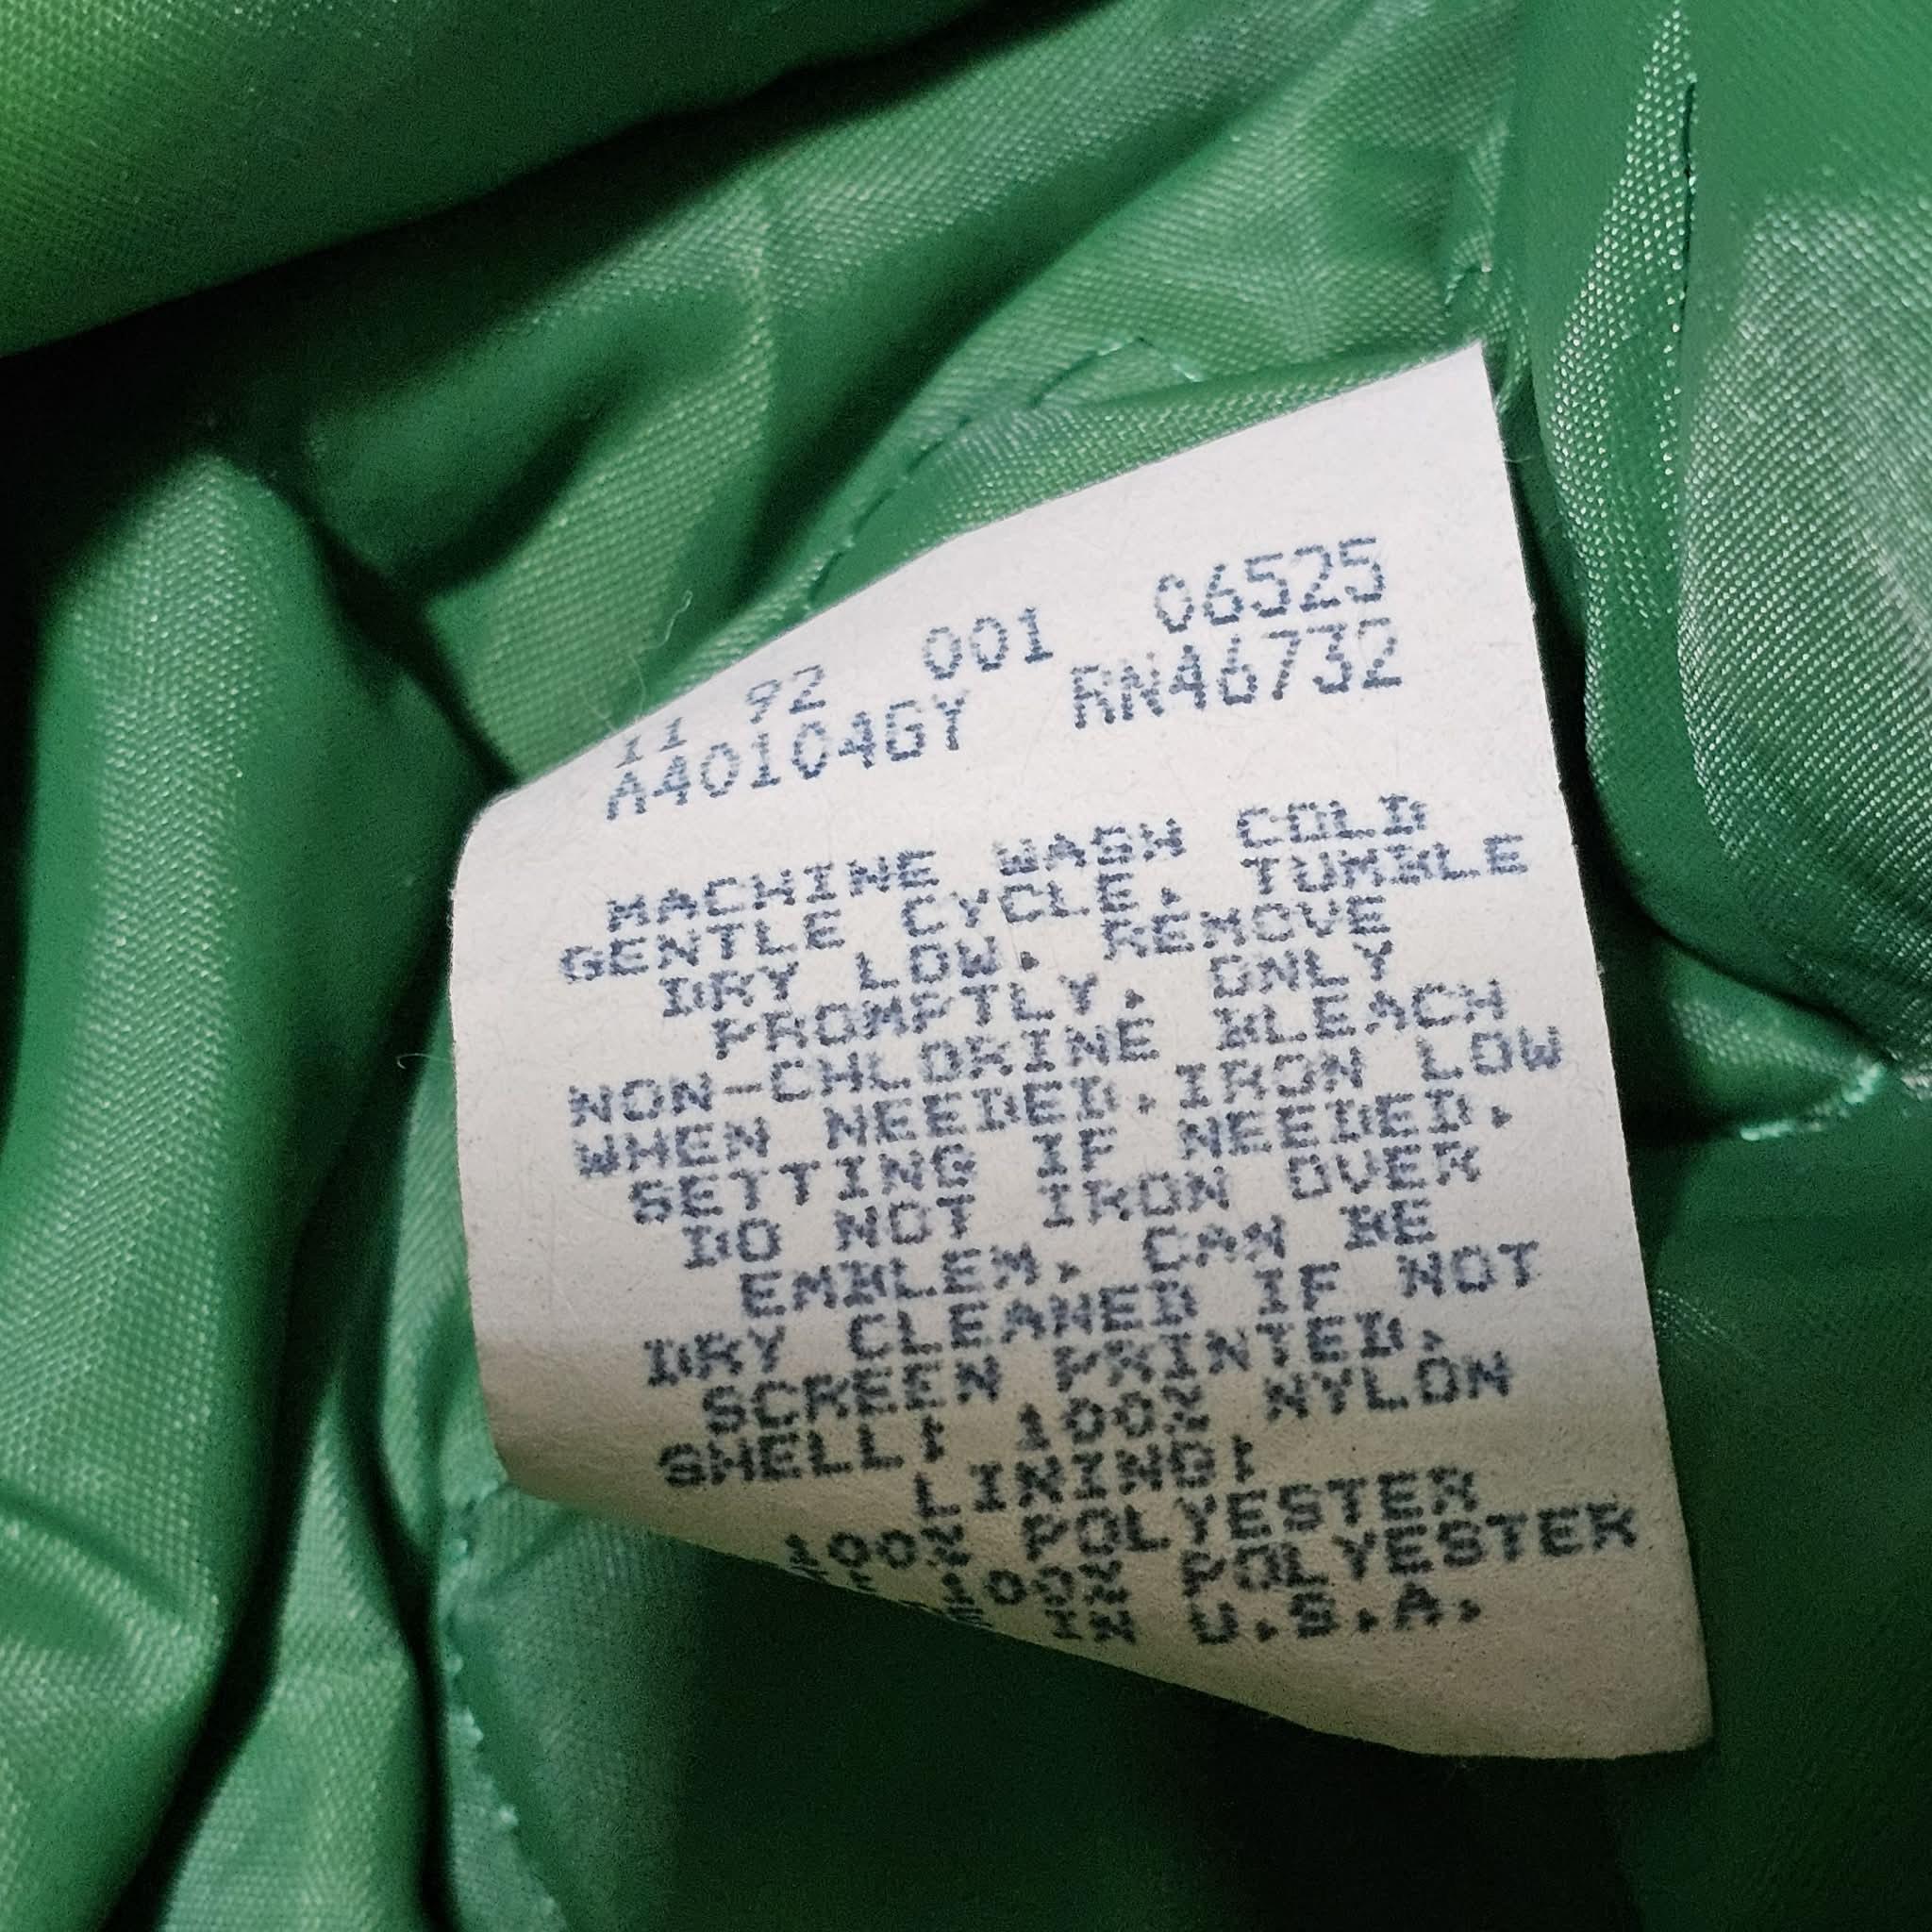 11 92 001 06525
A40104GY RN46732
MACHINE WASH COLD
GENTLE CYCLE, TUMBLE
DRY LOW. REMOVE
PROMPTLY, ONLY
NON-CHLORINE BLEACH
WHEN NEEDED.IRON LOW
SETTING IF NEEDED,
DO NOT IRON OVER
EMBLEM, CAN BE
DRY CLEANED IF NOT
SCREEN PRINTED,
SHELL: 100% NYLON
LINING:
100% POLYESTER
100% POLYESTER
IN U.S.A.